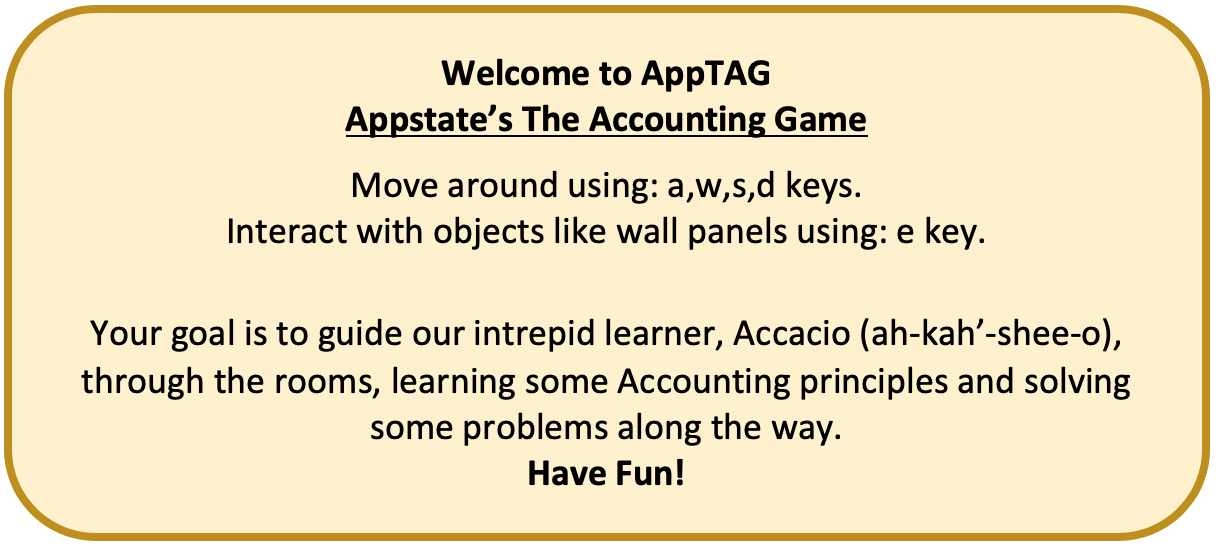 Welcome to AppTAG
Appstate’s The Accounting Game
Move around using: a,w,s,d keys.
Interact with objects like wall panels using: e key.
Your goal is to guide our intrepid learner, Accacio (ah-kah’-shee-o),
through the rooms, learning some Accounting principles and solving
some problems along the way.
Have Fun!